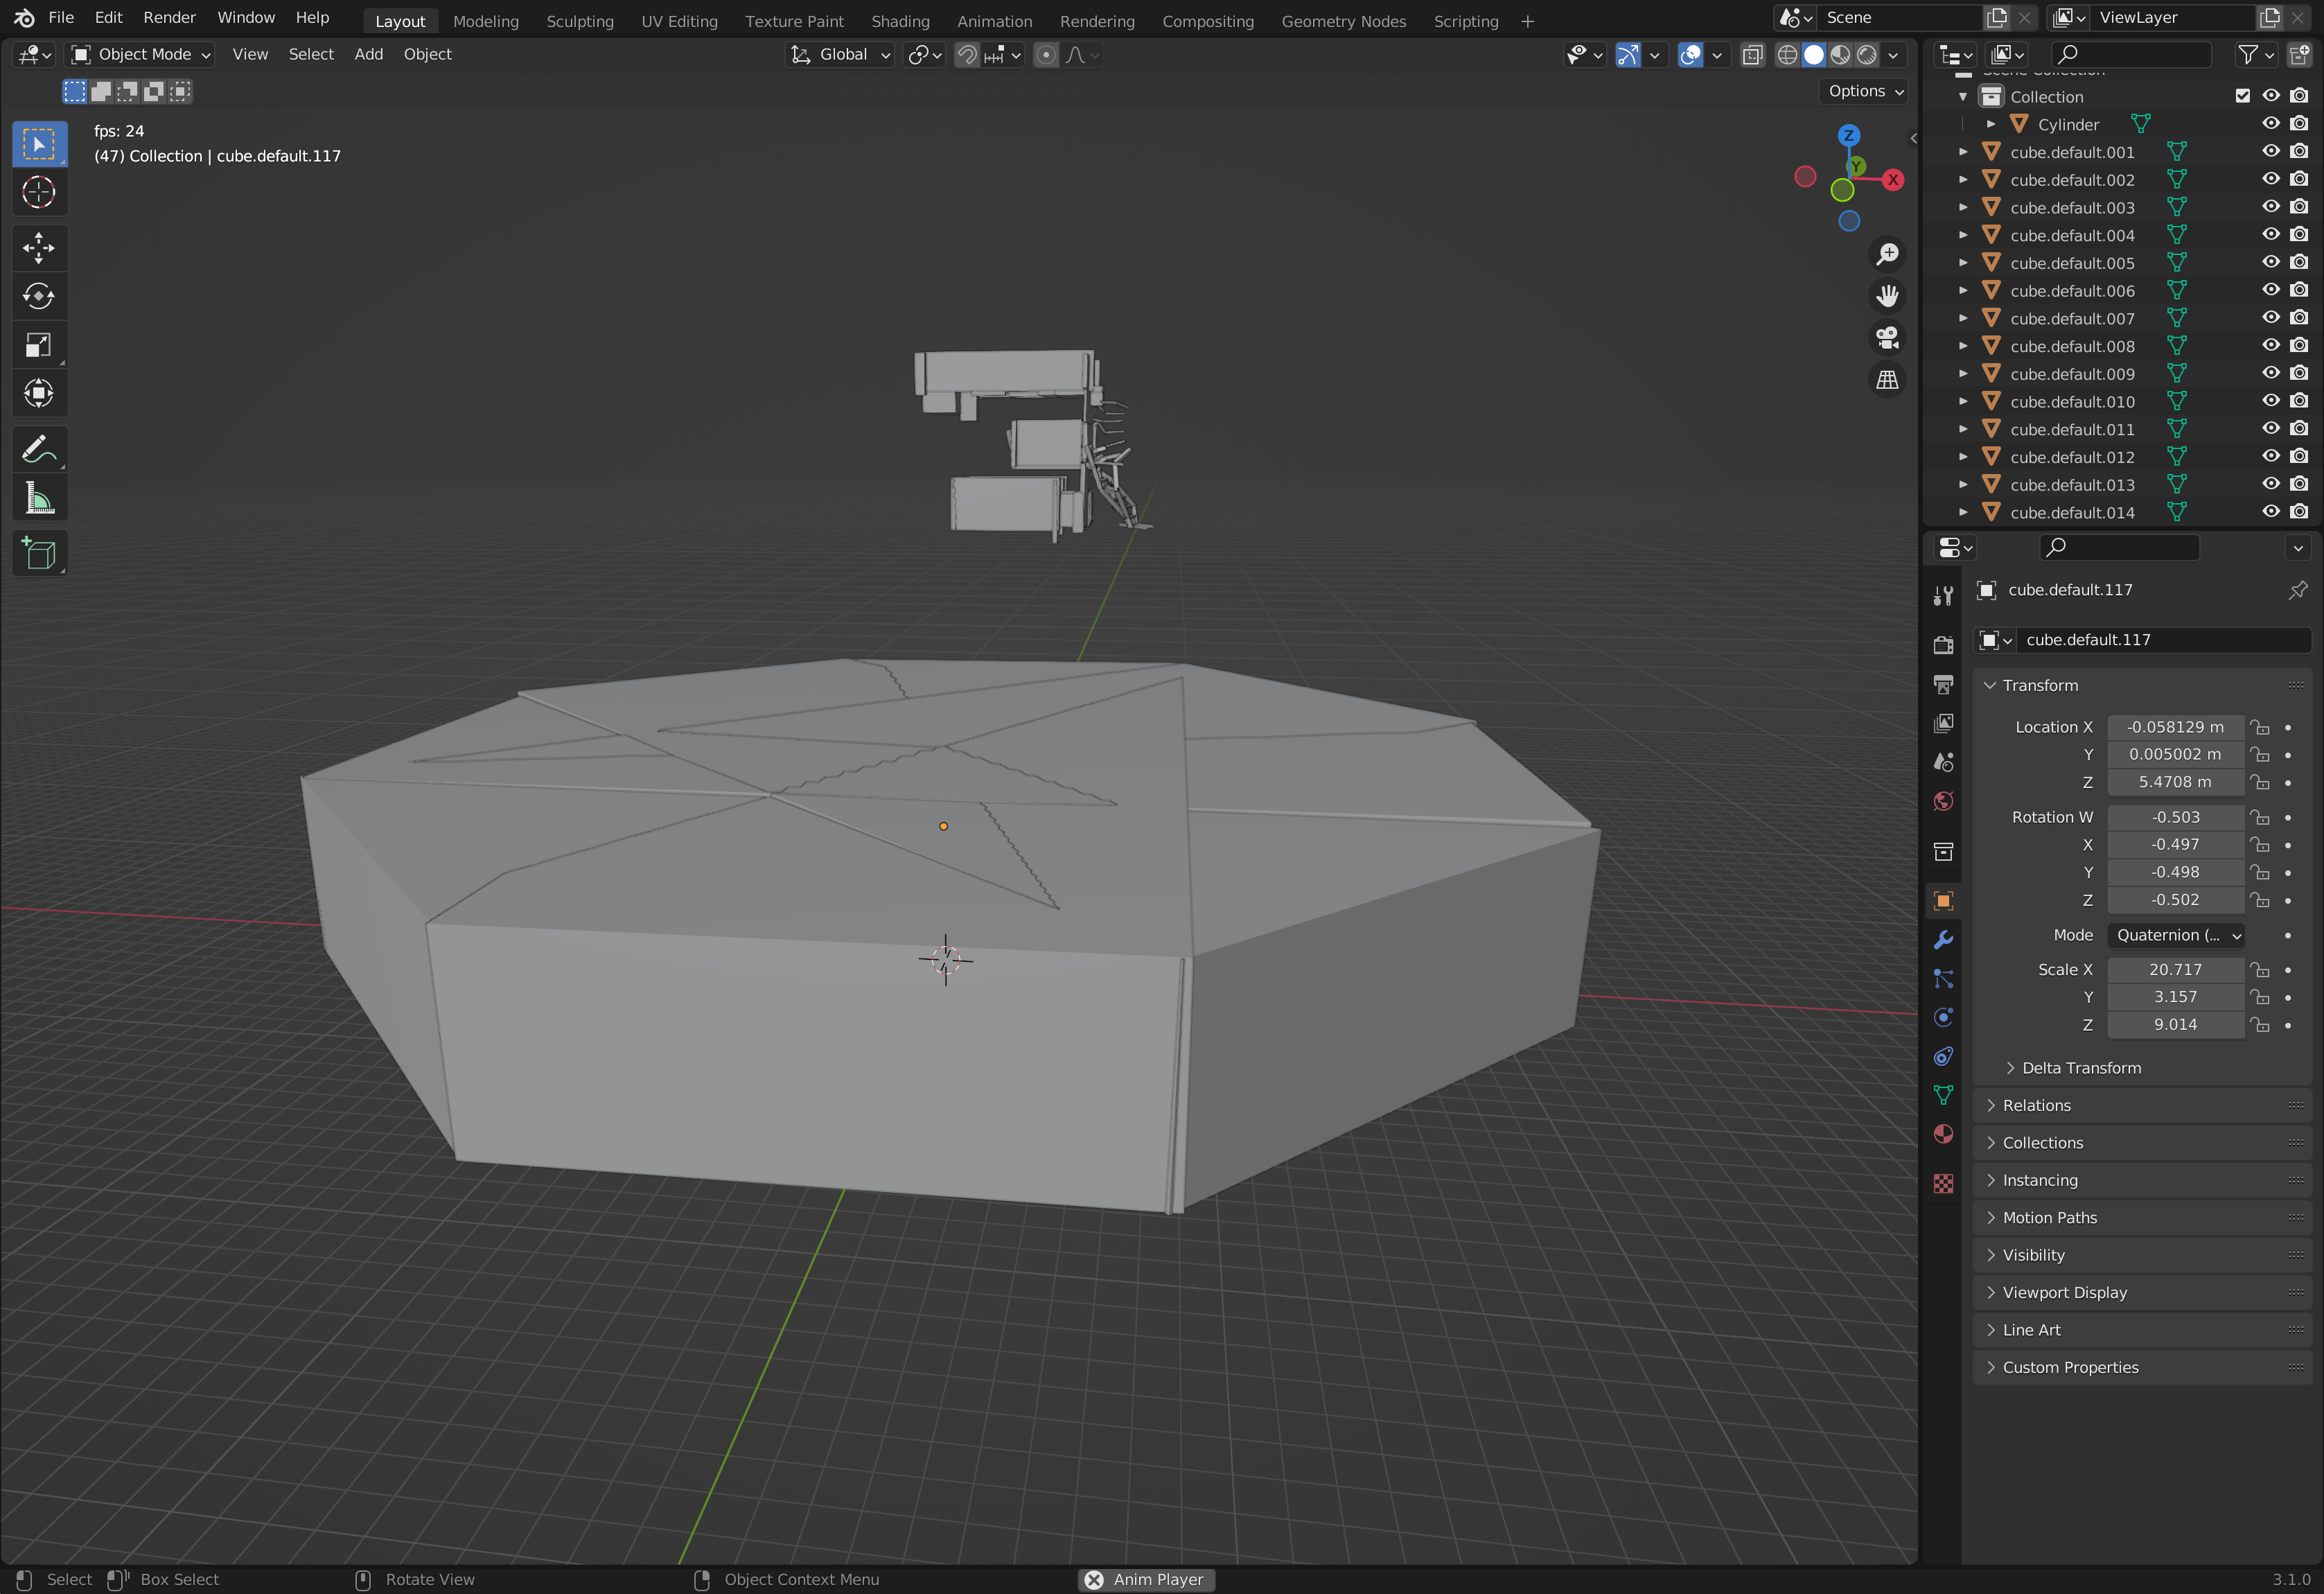 File Edit Render Window Help
Layout Modeling Sculpting UV Editing Texture Paint Shading Animation Rendering Compositing Geometry Nodes Scripting +
Scene
ViewLayer
Object Mode View Select Add Object
Global
Options
fps: 24
(47) Collection | cube.default.117
Z
Y
X
Scene Collection
Collection
Cylinder
cube.default.001
cube.default.002
cube.default.003
cube.default.004
cube.default.005
cube.default.006
cube.default.007
cube.default.008
cube.default.009
cube.default.010
cube.default.011
cube.default.012
cube.default.013
cube.default.014
cube.default.117
cube.default.117
Transform
Location X -0.058129 m
Y 0.005002 m
Z 5.4708 m
Rotation W -0.503
X -0.497
Y -0.498
Z -0.502
Mode Quaternion (...
Scale X 20.717
Y 3.157
Z 9.014
Delta Transform
Relations
Collections
Instancing
Motion Paths
Visibility
Viewport Display
Line Art
Custom Properties
Select Box Select Rotate View Object Context Menu Anim Player 3.1.0